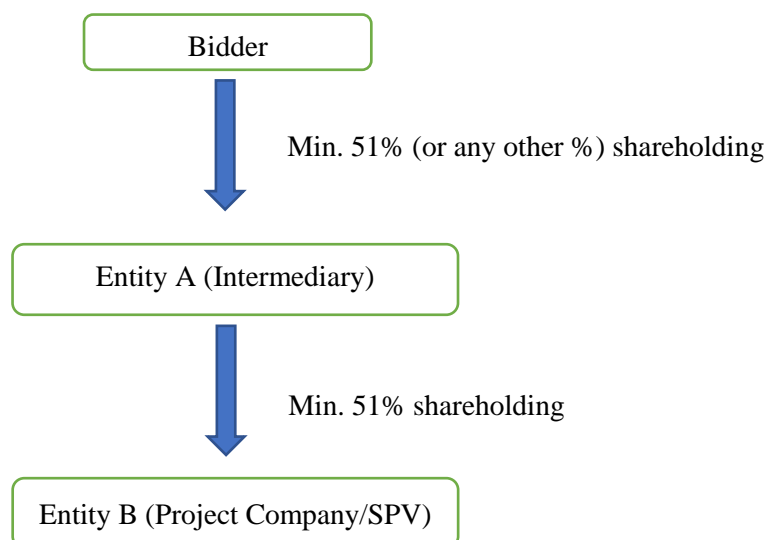 Bidder
Min. 51% (or any other %) shareholding
Entity A (Intermediary)
Min. 51% shareholding
Entity B (Project Company/SPV)